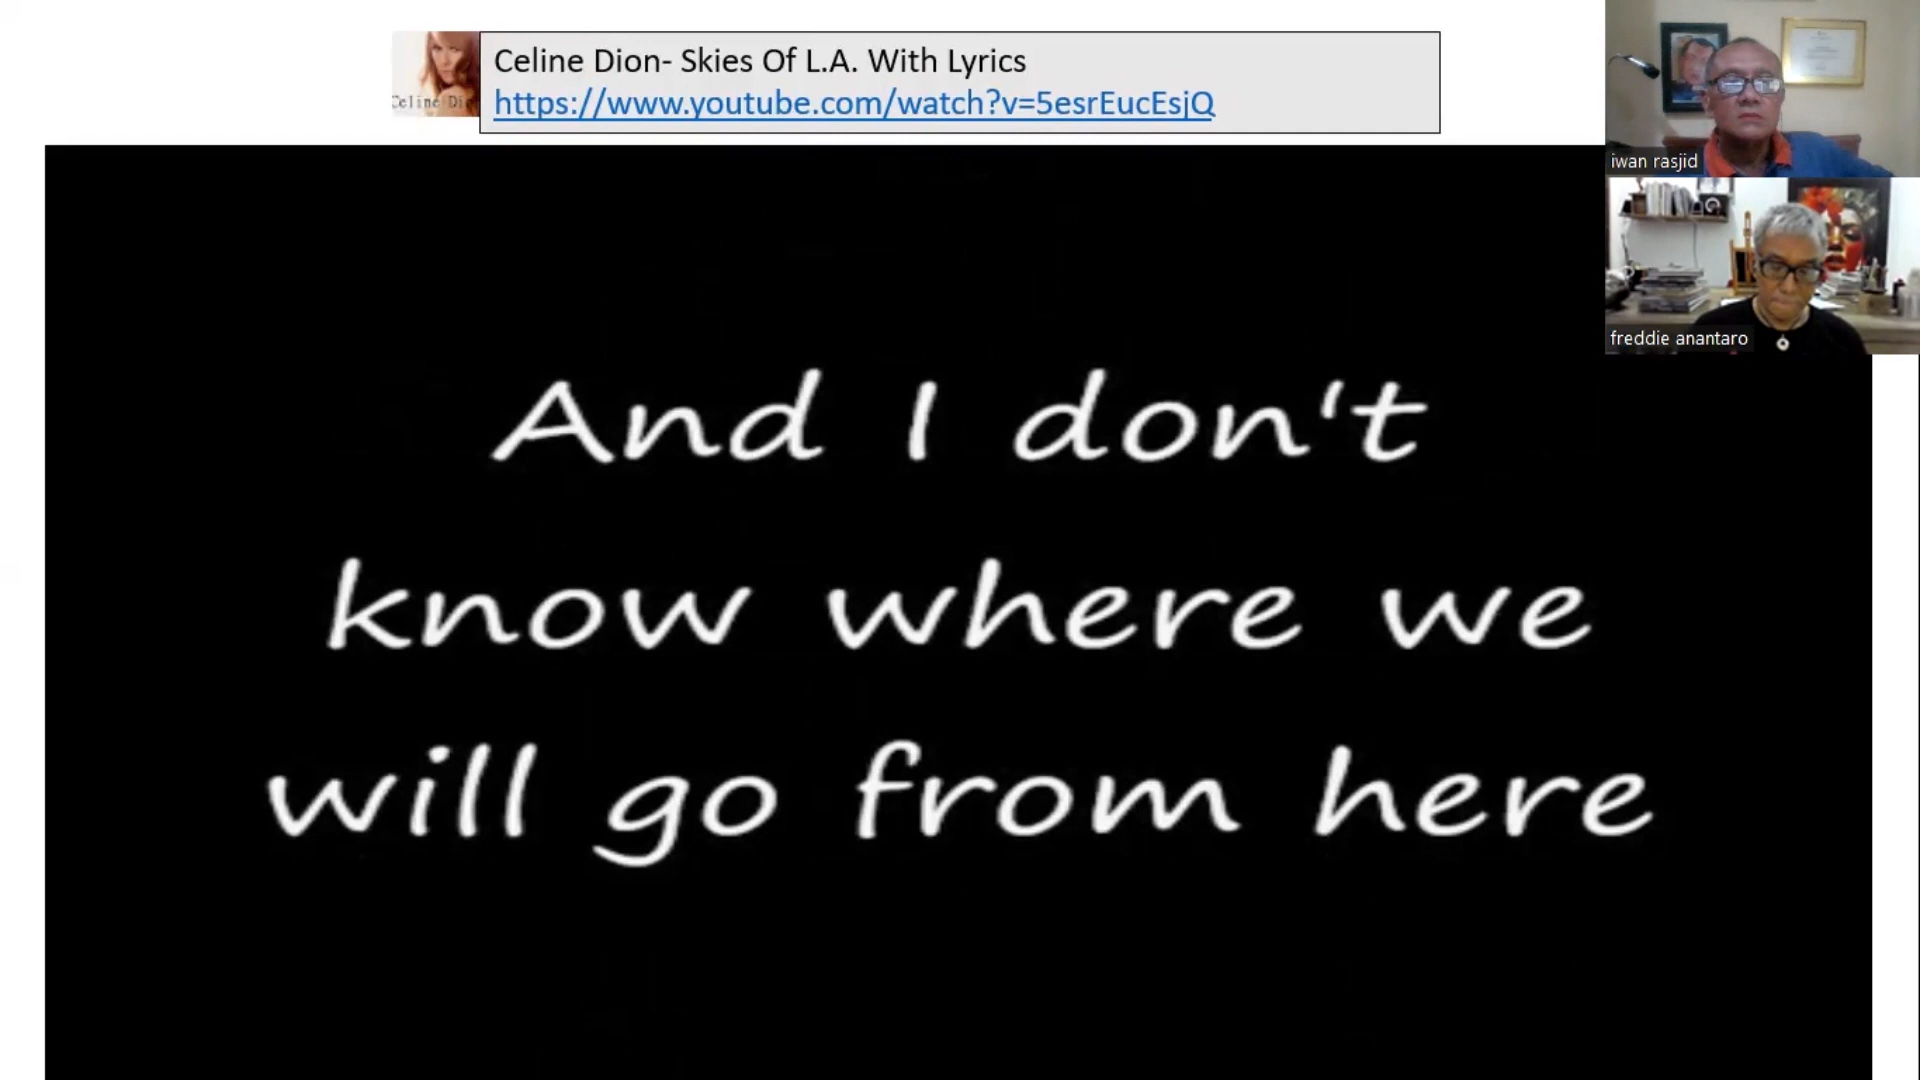 Celine Dion- Skies Of L.A. With Lyrics
https://www.youtube.com/watch?v=5esrEucEsjQ
iwan rasjid
freddie anantaro
And I don't
know where we
will go from here